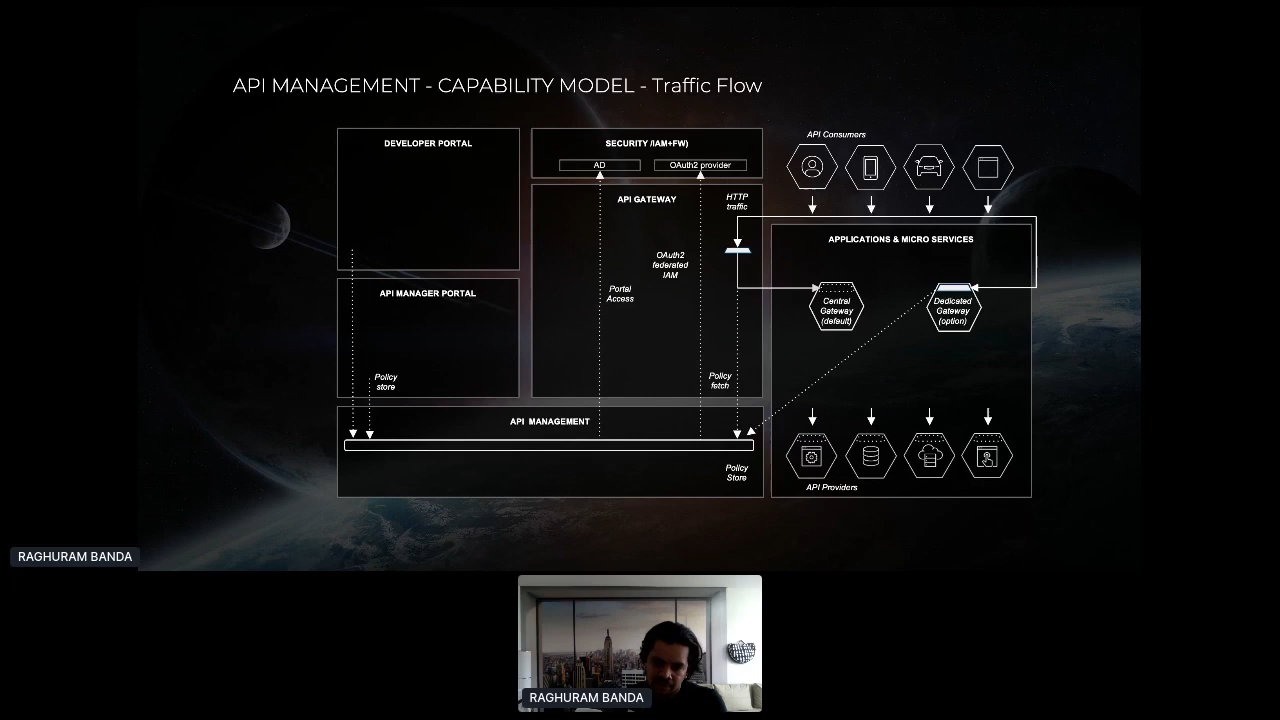 API MANAGEMENT - CAPABILITY MODEL - Traffic Flow
DEVELOPER PORTAL
SECURITY /IAM+FW)
AD
OAuth2 provider
API Consumers
API GATEWAY
HTTP
traffic
APPLICATIONS & MICRO SERVICES
OAuth2
federated
IAM
Portal
Access
API MANAGER PORTAL
Central
Gateway
(default)
Dedicated
Gateway
(option)
Policy
store
Policy
fetch
API MANAGEMENT
Policy
Store
API Providers
RAGHURAM BANDA
RAGHURAM BANDA